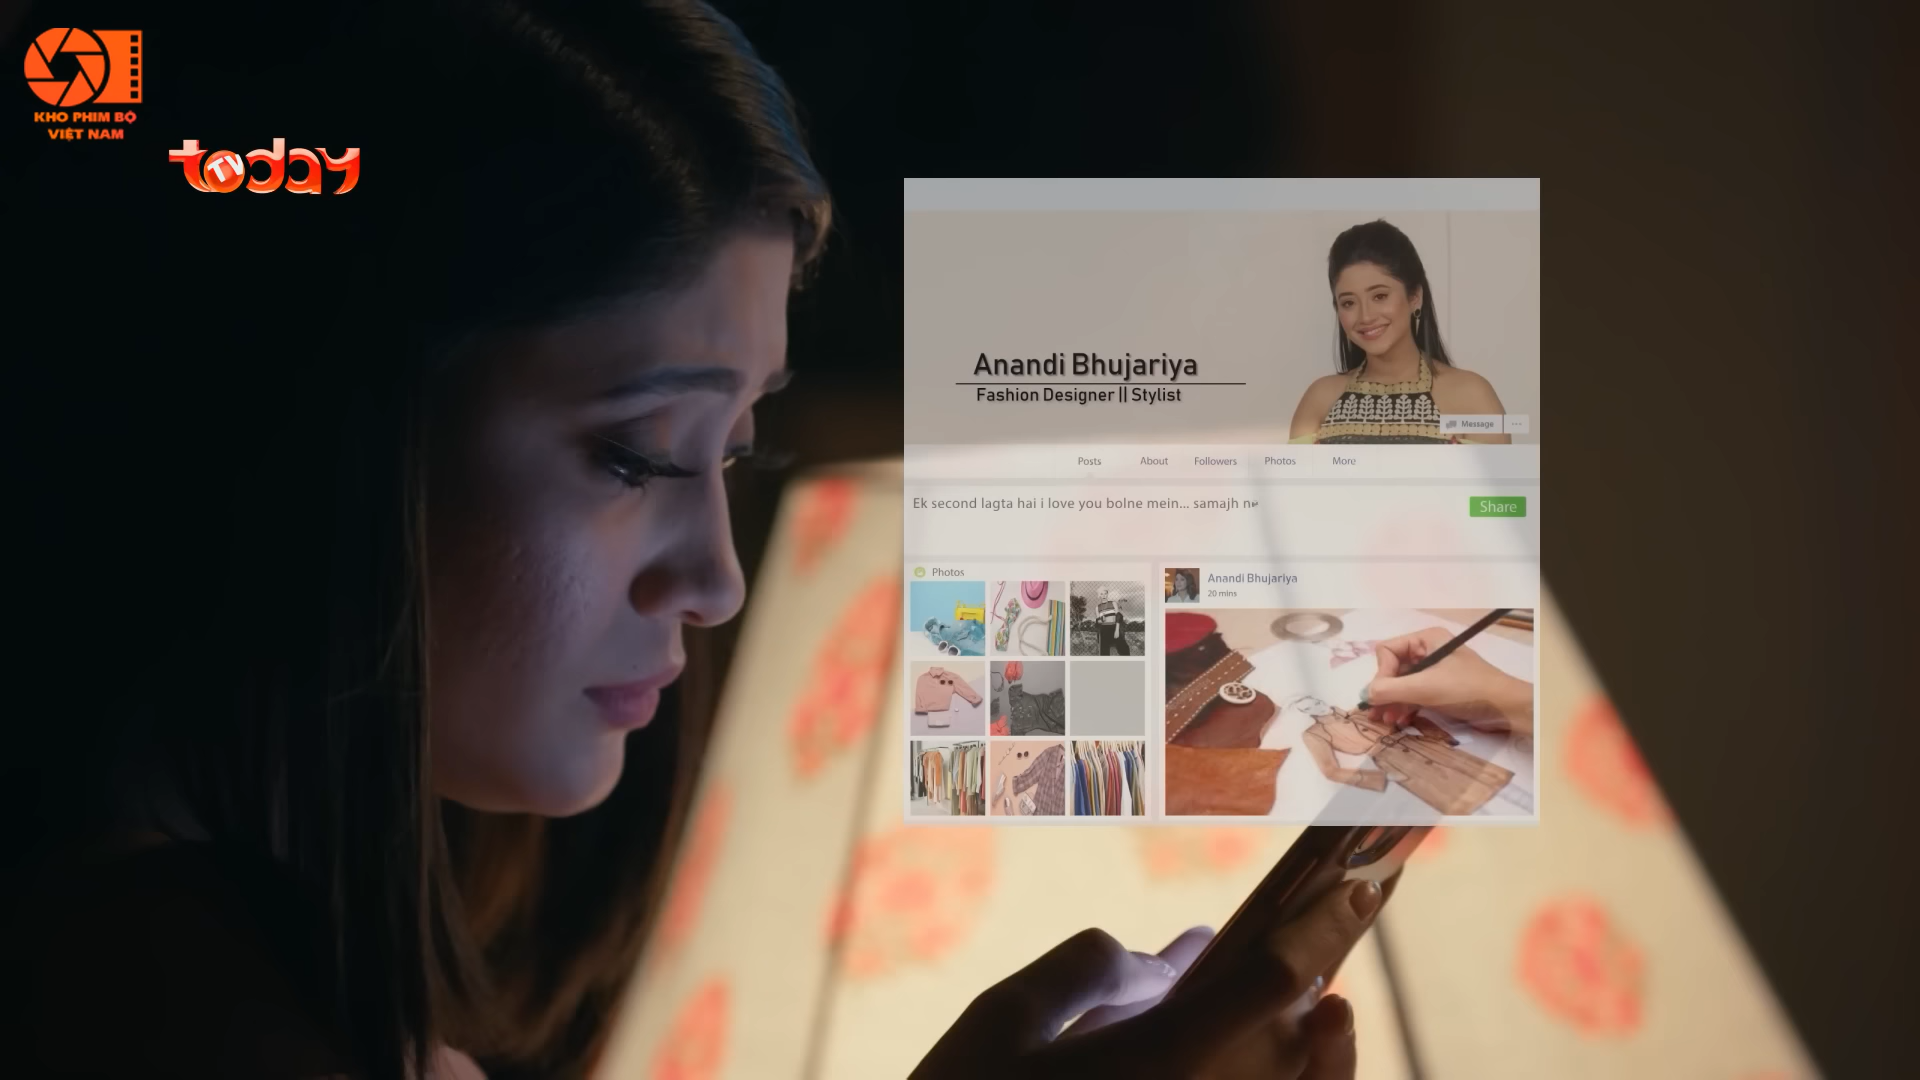 KHO PHIM BỘ
VIỆT NAM
today
TV
Anandi Bhujariya
Fashion Designer || Stylist
Message
Posts
About
Followers
Photos
More
Ek second lagta hai i love you bolne mein... samajh
Share
Photos
Anandi Bhujariya
20 mins